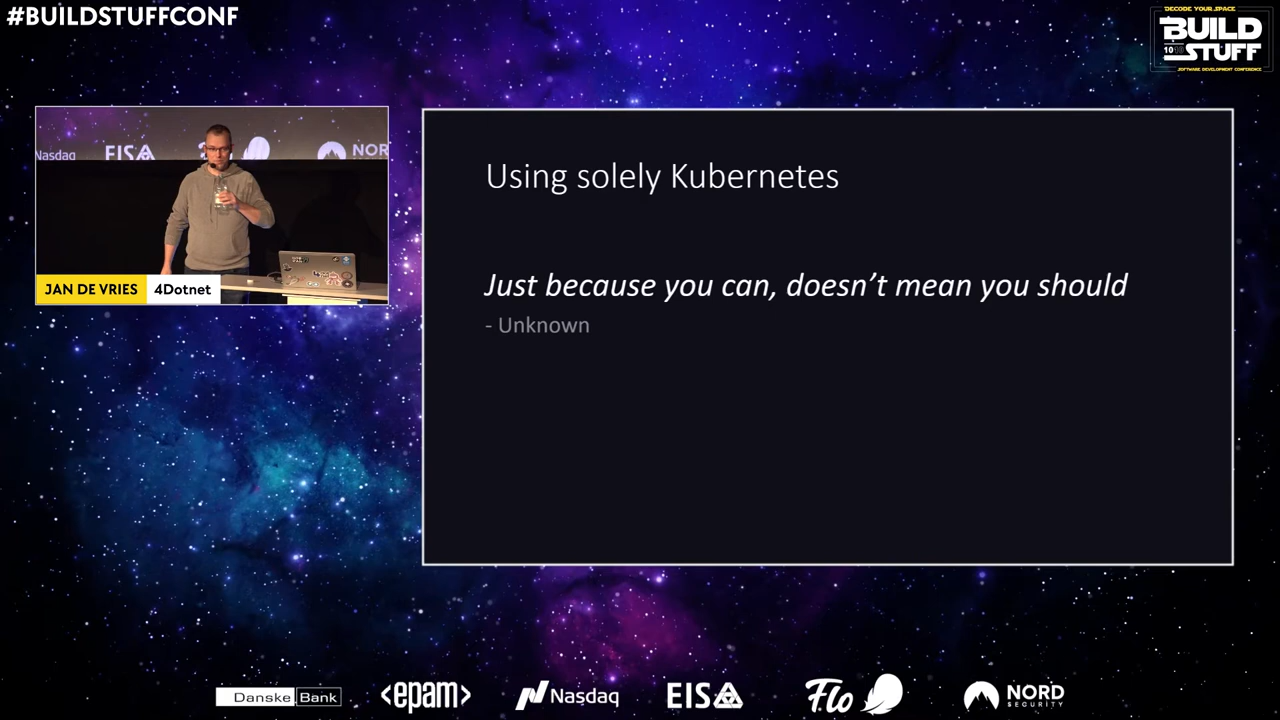 #BUILDSTUFFCONF
DECODE YOUR SPACE
BUILD
STUFF
SOFTWARE DEVELOPMENT CONFERENCE
Nasdaq
EISA
NOR
JAN DE VRIES
4Dotnet
Using solely Kubernetes
Just because you can, doesn’t mean you should
- Unknown
Danske Bank
<epam>
Nasdaq
EIS
Flo
NORD
SECURITY